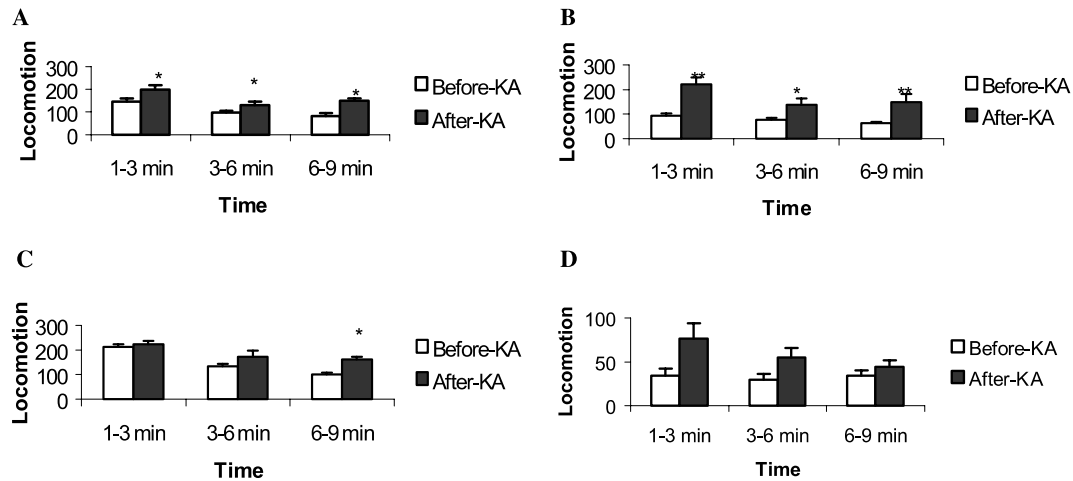 A
Locomotion
300
200
100
0
*
*
*
1-3 min
3-6 min
6-9 min
Time
Before-KA
After-KA
B
Locomotion
300
200
100
0
**
*
**
1-3 min
3-6 min
6-9 min
Time
Before-KA
After-KA
C
Locomotion
300
200
100
0
*
1-3 min
3-6 min
6-9 min
Time
Before-KA
After-KA
D
Locomotion
100
50
0
1-3 min
3-6 min
6-9 min
Time
Before-KA
After-KA